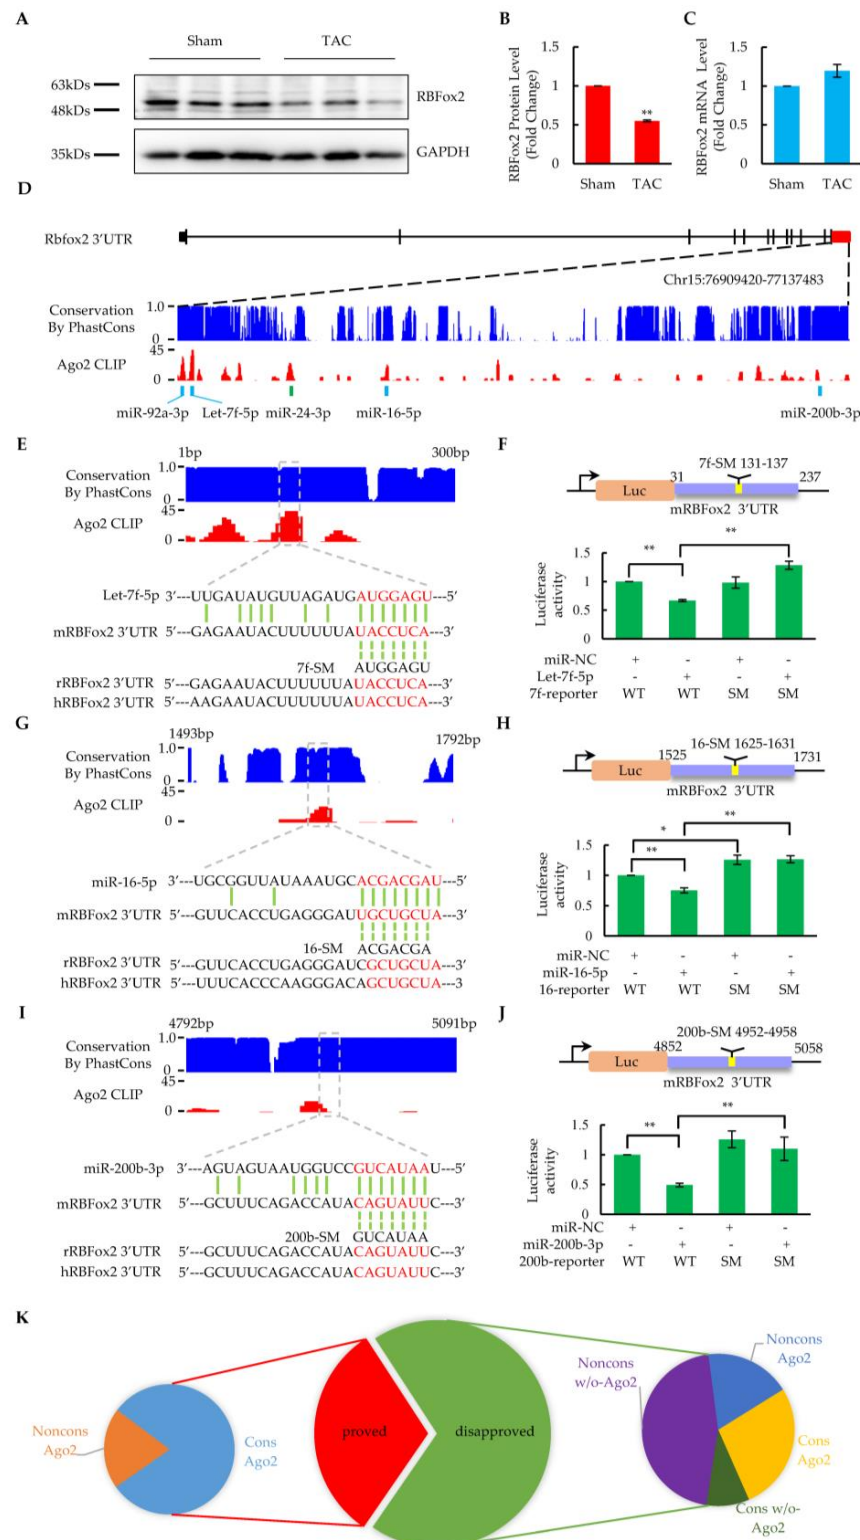 A
Sham TAC
63kDs
48kDs
RBFox2
35kDs
GAPDH
B
RBFox2 Protein Level
(Fold Change)
1.5
1
0.5
0
**
Sham TAC
C
RBFox2 mRNA Level
(Fold Change)
1.5
1
0.5
0
Sham TAC
D
Rbfox2 3’UTR
Chr15:76909420-77137483
Conservation
By PhastCons
1.0
0
Ago2 CLIP
45
0
miR-92a-3p Let-7f-5p miR-24-3p miR-16-5p miR-200b-3p
E
1bp 300bp
Conservation
By PhastCons
1.0
0
Ago2 CLIP
45
0
Let-7f-5p 3’---UUGAUAUGUUAGAUGAUGGAGU---5’
mRBFox2 3’UTR 5’---GAGAAUACUUUUUUAUACCUCA---3’
7f-SM AUGGAGU
rRBFox2 3’UTR 5’---GAGAAUACUUUUUUAUACCUCA---3’
hRBFox2 3’UTR 5’---AAGAAUACUUUUUUAUACCUCA---3’
F
7f-SM 131-137
31 237
Luc
mRBFox2 3’UTR
Luciferase
activity
1.5
1
0.5
0
** **
miR-NC + - + -
Let-7f-5p - + - +
7f-reporter WT WT SM SM
G
1493bp 1792bp
Conservation
By PhastCons
1.0
0
Ago2 CLIP
45
0
miR-16-5p 3’---UGCGGUUAUAAAUGCACGACGAU---5’
mRBFox2 3’UTR 5’---GUUCACCUGAGGGAUUGCUGCUA---3’
16-SM ACGACGA
rRBFox2 3’UTR 5’---GUUCACCUGAGGGAUCGCUGCUA---3’
hRBFox2 3’UTR 5’---UUUCACCCAAGGGACAGCUGCUA---3
H
16-SM 1625-1631
1525 1731
Luc
mRBFox2 3’UTR
Luciferase
activity
1.5
1
0.5
0
**
*
**
miR-NC + - + -
miR-16-5p - + - +
16-reporter WT WT SM SM
I
4792bp 5091bp
Conservation
By PhastCons
1.0
0
Ago2 CLIP
45
0
miR-200b-3p 3’---AGUAGUAAUGGUCCGUCAUAAU---5’
mRBFox2 3’UTR 5’---GCUUUCAGACCAUACAGUAUUC---3’
200b-SM GUCAUAA
rRBFox2 3’UTR 5’---GCUUUCAGACCAUACAGUAUUC---3’
hRBFox2 3’UTR 5’---GCUUUCAGACCAUACAGUAUUC---3’
J
200b-SM 4952-4958
4852 5058
Luc
mRBFox2 3’UTR
Luciferase
activity
1.5
1
0.5
0
** **
miR-NC + - + -
miR-200b-3p - + - +
200b-reporter WT WT SM SM
K
Noncons
Ago2
Cons
Ago2
proved
disapproved
Noncons
w/o-Ago2
Noncons
Ago2
Cons
Ago2
Cons w/o-
Ago2